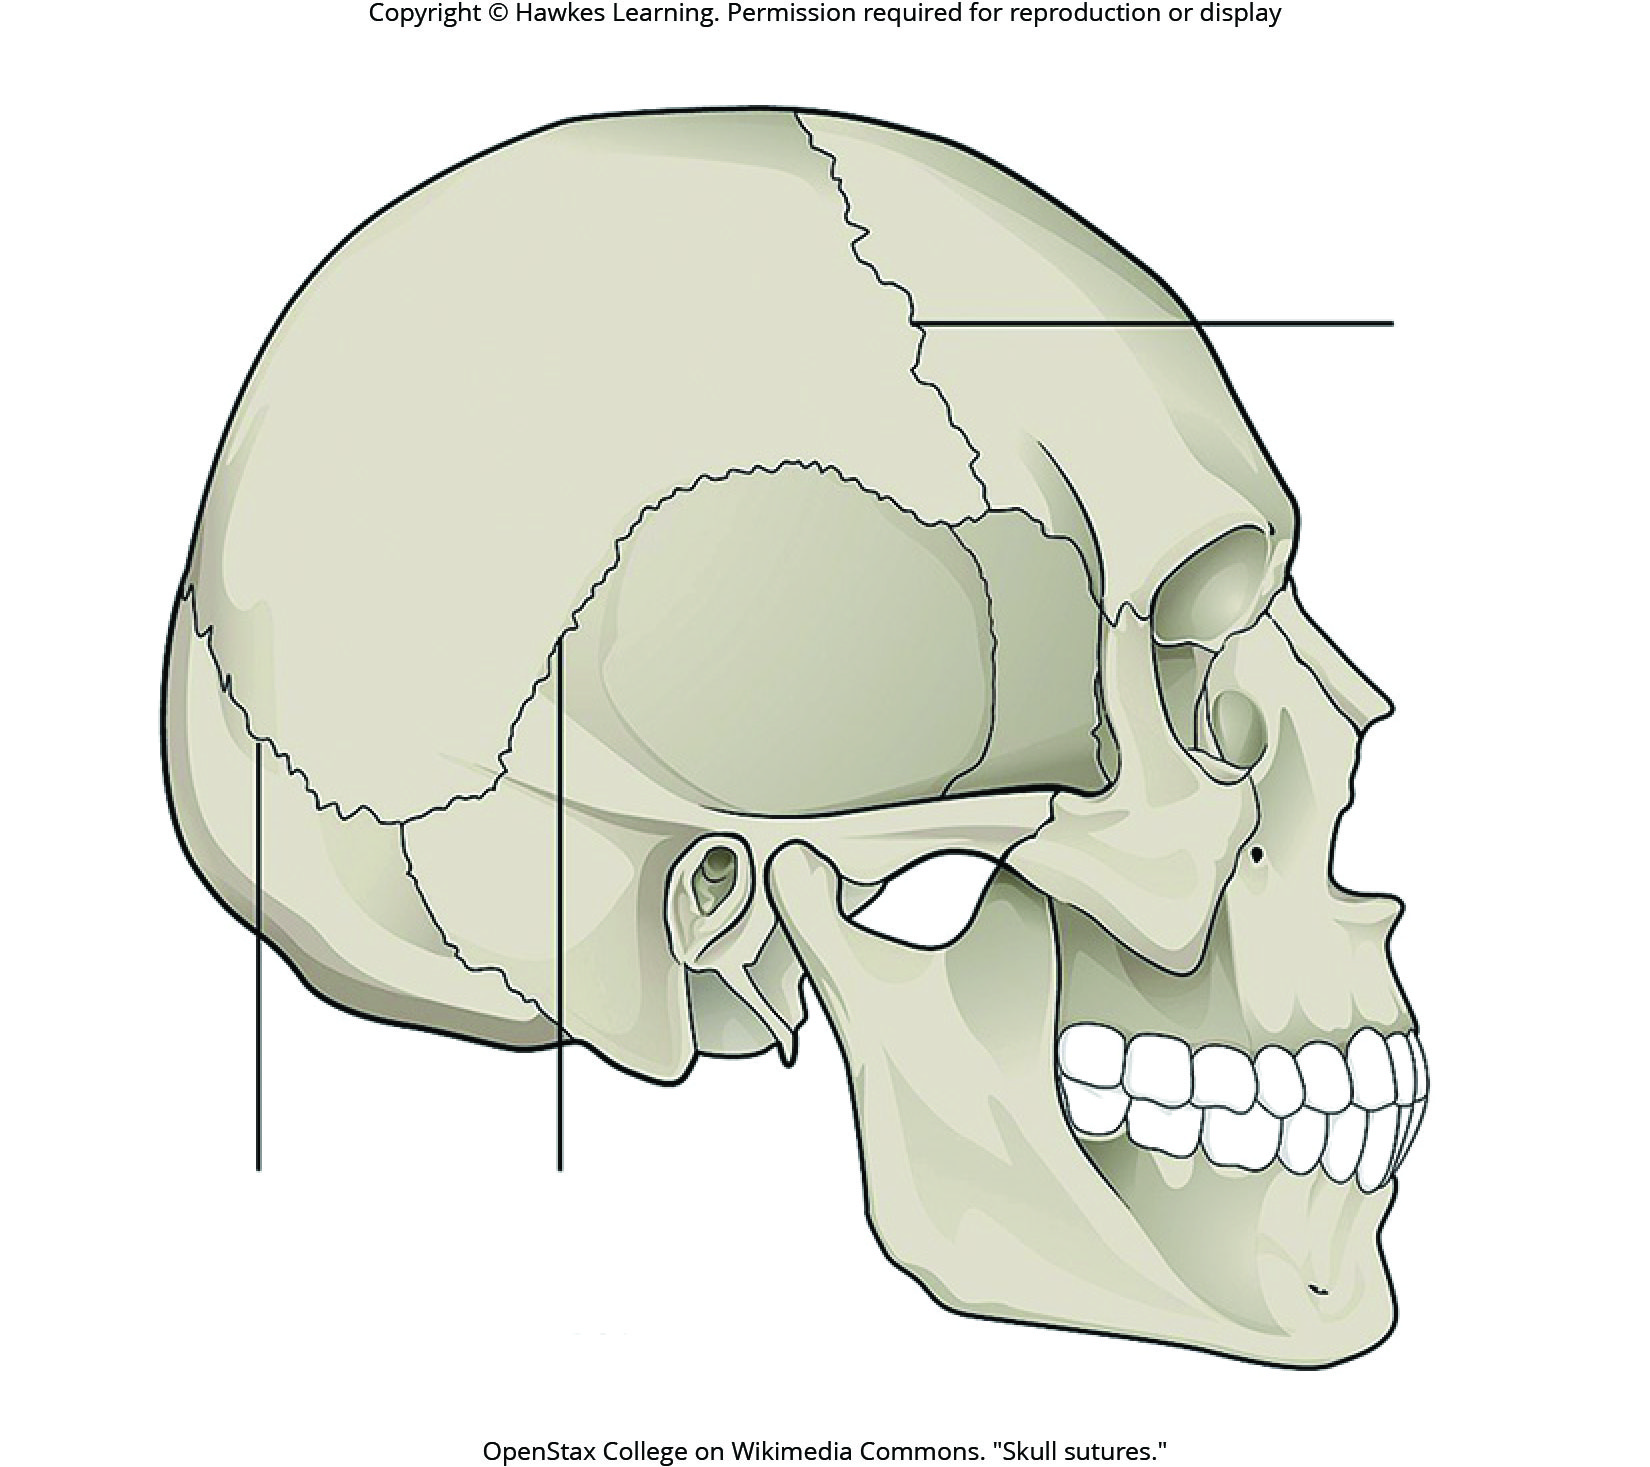 Copyright © Hawkes Learning. Permission required for reproduction or display
OpenStax College on Wikimedia Commons. "Skull sutures."